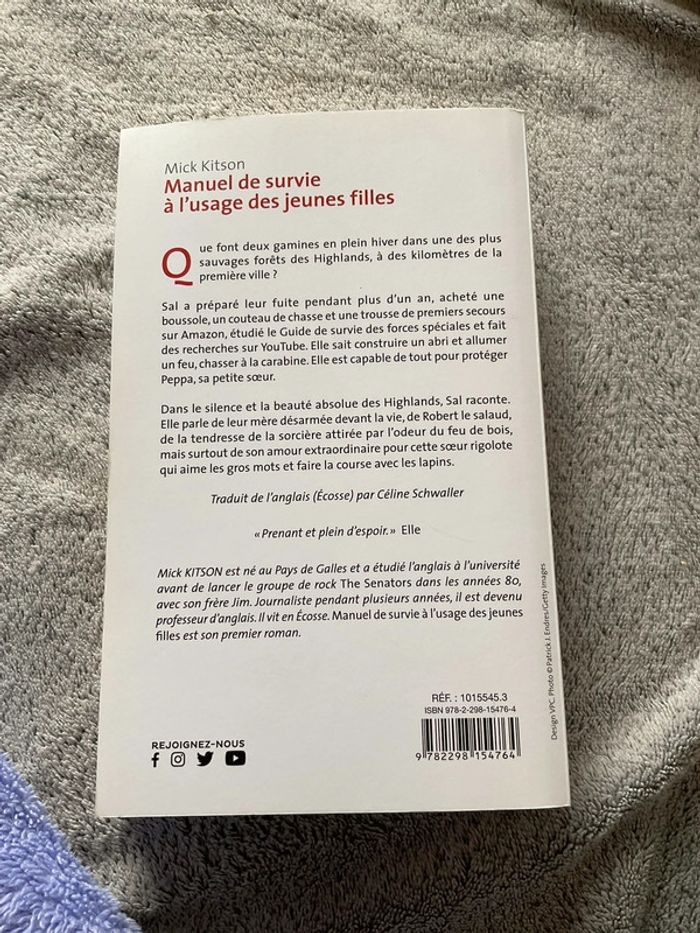 Mick Kitson
Manuel de survie
à l'usage des jeunes filles
Que font deux gamines en plein hiver dans une des plus
sauvages forêts des Highlands, à des kilomètres de la
première ville ?
Sal a préparé leur fuite pendant plus d'un an, acheté une
boussole, un couteau de chasse et une trousse de premiers secours
sur Amazon, étudié le Guide de survie des forces spéciales et fait
des recherches sur YouTube. Elle sait construire un abri et allumer
un feu, chasser à la carabine. Elle est capable de tout pour protéger
Peppa, sa petite sœur.
Dans le silence et la beauté absolue des Highlands, Sal raconte.
Elle parle de leur mère désarmée devant la vie, de Robert le salaud,
de la tendresse de la sorcière attirée par l'odeur du feu de bois,
mais surtout de son amour extraordinaire pour cette sœur rigolote
qui aime les gros mots et faire la course avec les lapins.
Traduit de l'anglais (Écosse) par Céline Schwaller
« Prenant et plein d'espoir. » Elle
Mick KITSON est né au Pays de Galles et a étudié l'anglais à l'université
avant de lancer le groupe de rock The Senators dans les années 80,
avec son frère Jim. Journaliste pendant plusieurs années, il est devenu
professeur d'anglais. Il vit en Écosse. Manuel de survie à l'usage des jeunes
filles est son premier roman.
RÉF. : 1015545.3
ISBN 978-2-298-15476-4
9 782298 154764
REJOIGNEZ-NOUS
Design VPC. Photo © Patrick J. Endres/Getty Images